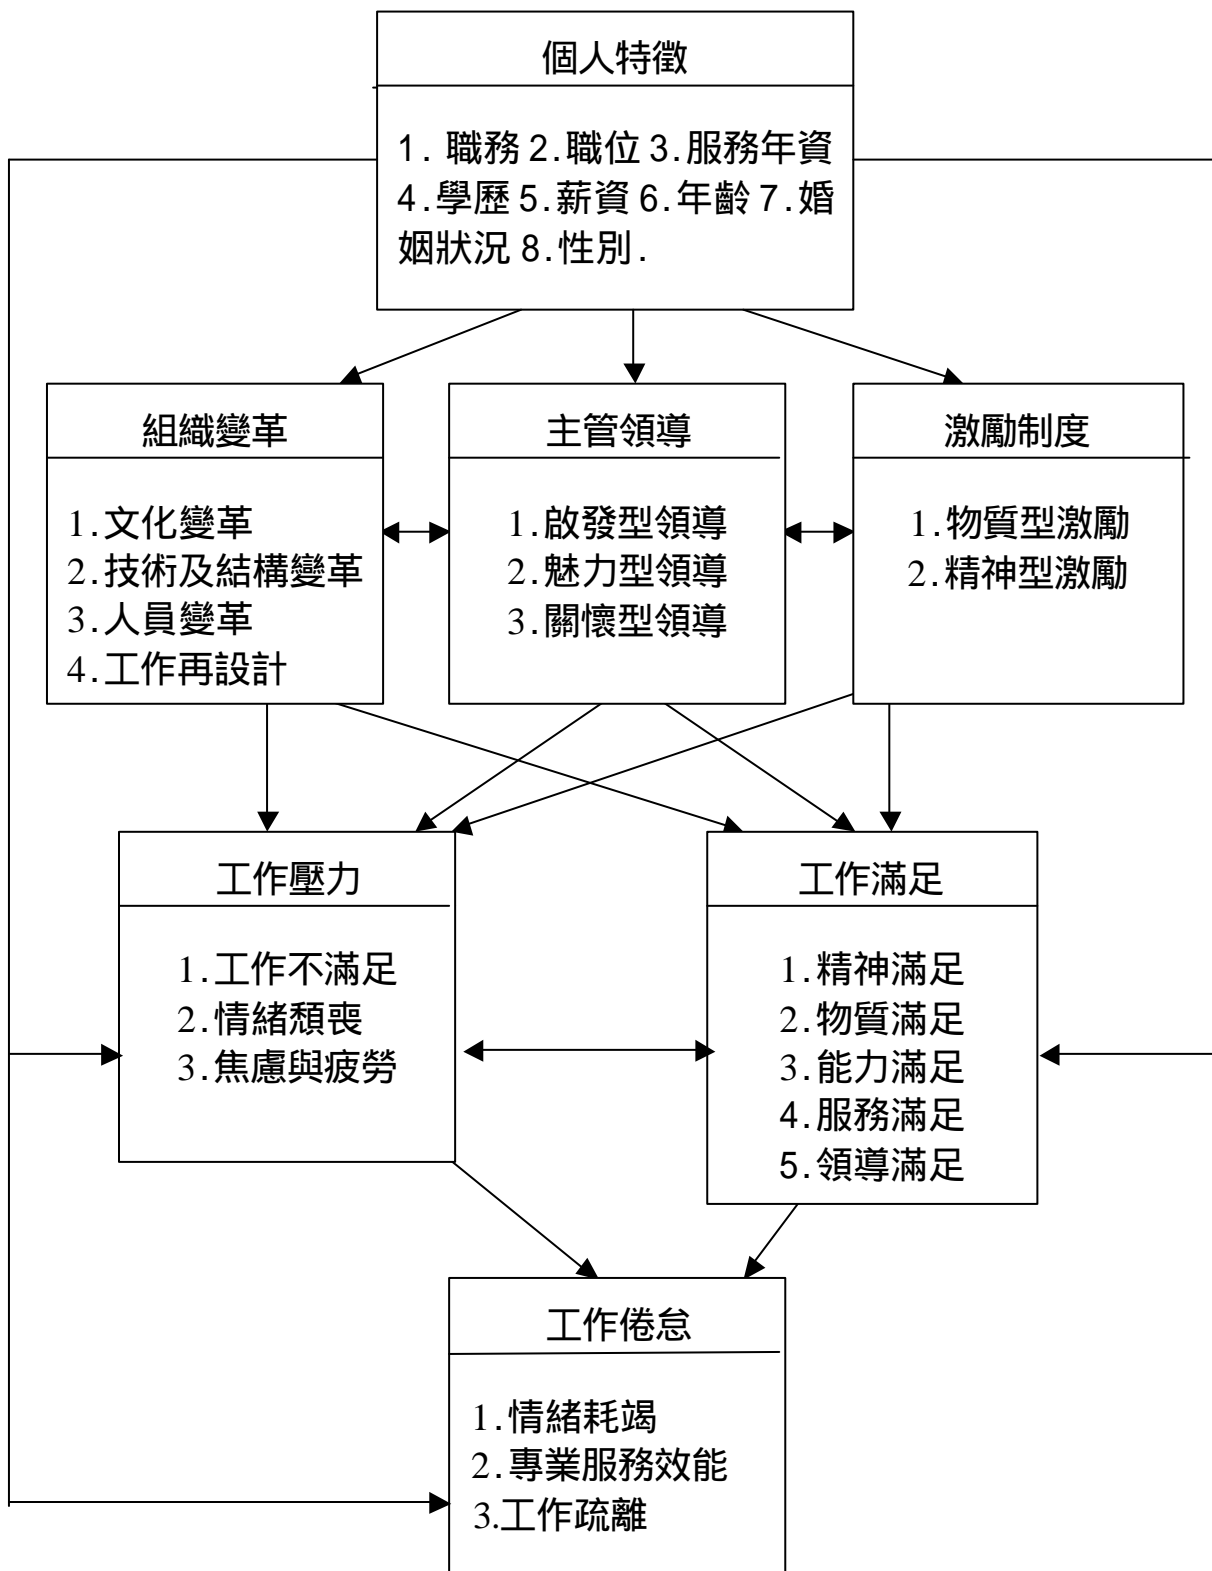 個人特徵
1. 職務 2.職位 3.服務年資
4.學歷 5.薪資 6.年齡 7.婚
姻狀況 8.性別.
組織變革
1.文化變革
2.技術及結構變革
3.人員變革
4.工作再設計
主管領導
1.啟發型領導
2.魅力型領導
3.關懷型領導
激勵制度
1.物質型激勵
2.精神型激勵
工作壓力
1.工作不滿足
2.情緒頹喪
3.焦慮與疲勞
工作滿足
1.精神滿足
2.物質滿足
3.能力滿足
4.服務滿足
5.領導滿足
工作倦怠
1.情緒耗竭
2.專業服務效能
3.工作疏離